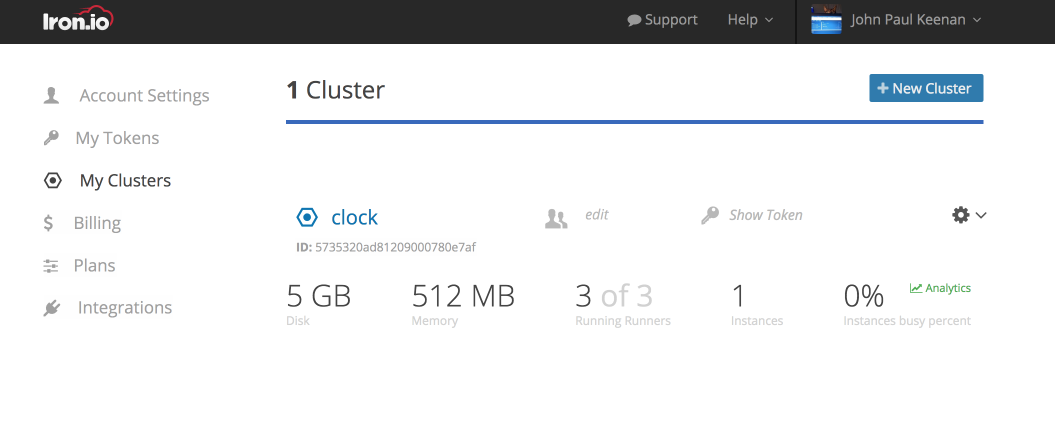 Iron.io
Support Help John Paul Keenan
Account Settings
My Tokens
My Clusters
$ Billing
Plans
Integrations
1 Cluster
+ New Cluster
clock edit Show Token
ID: 5735320ad81209000780e7af
5 GB 512 MB 3 of 3 1 0% Analytics
Disk Memory Running Runners Instances Instances busy percent